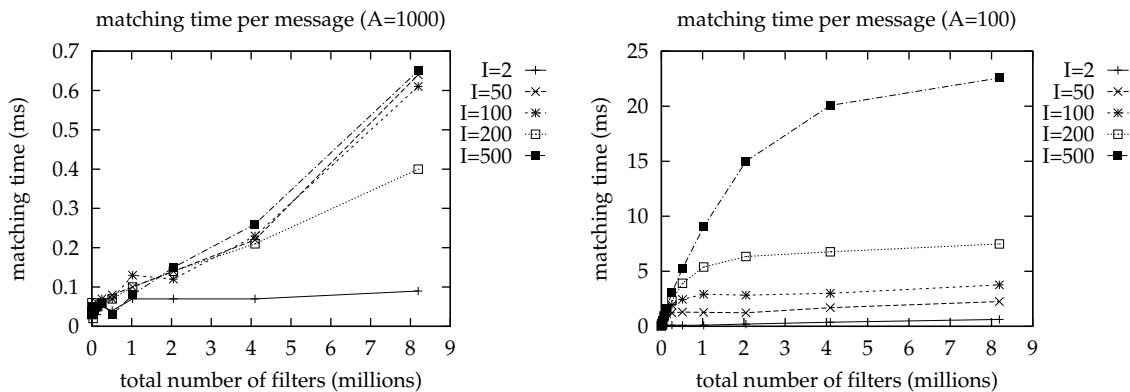 matching time per message (A=1000)
0.7
0.6
0.5
0.4
0.3
0.2
0.1
0
matching time (ms)
0 1 2 3 4 5 6 7 8 9
total number of filters (millions)
I=2
I=50
I=100
I=200
I=500
matching time per message (A=100)
25
20
15
10
5
0
matching time (ms)
0 1 2 3 4 5 6 7 8 9
total number of filters (millions)
I=2
I=50
I=100
I=200
I=500